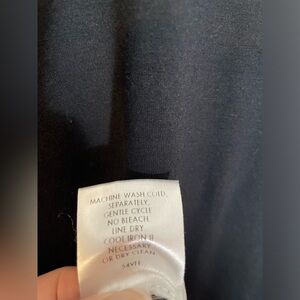 MACHINE WASH COLD,
SEPARATELY,
GENTLE CYCLE
NO BLEACH,
LINE DRY
COOL IRON IF
NECESSARY
OR DRY CLEAN